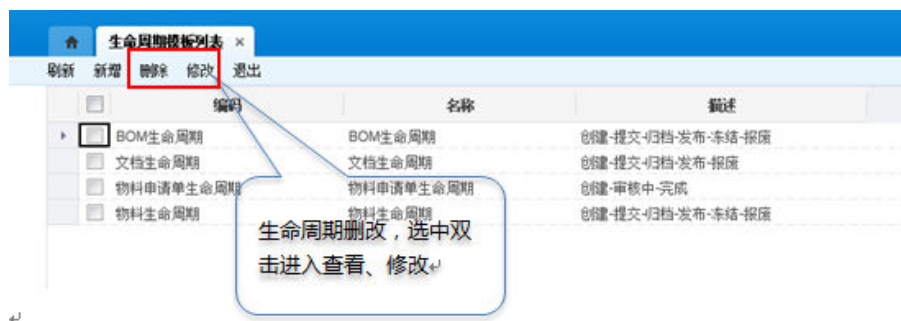 生命周期模板列表 ×
刷新 新增 删除 修改 退出
编码 名称 描述
BOM生命周期 BOM生命周期 创建-提交-归档-发布-冻结-报废
文档生命周期 文档生命周期 创建-提交-归档-发布-报废
物料申请单生命周期 物料申请单生命周期 创建-审核中-完成
物料生命周期 物料生命周期 创建-提交-归档-发布-冻结-报废
生命周期删改，选中双
击进入查看、修改